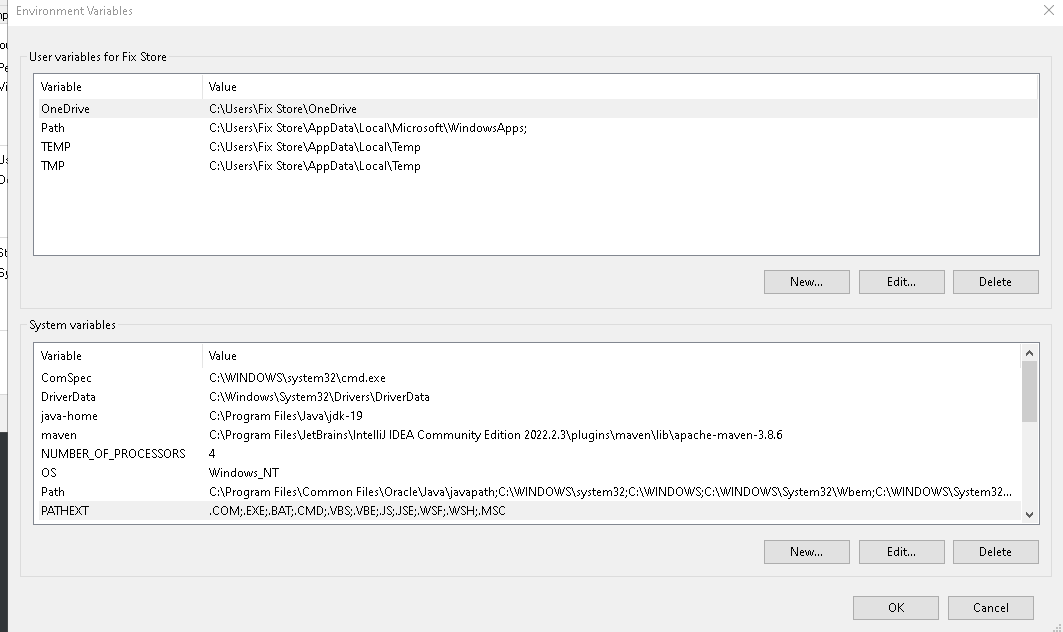 Environment Variables
User variables for Fix Store
Variable Value
OneDrive C:\Users\Fix Store\OneDrive
Path C:\Users\Fix Store\AppData\Local\Microsoft\WindowsApps;
TEMP C:\Users\Fix Store\AppData\Local\Temp
TMP C:\Users\Fix Store\AppData\Local\Temp
New... Edit... Delete
System variables
Variable Value
ComSpec C:\WINDOWS\system32\cmd.exe
DriverData C:\Windows\System32\Drivers\DriverData
java-home C:\Program Files\Java\jdk-19
maven C:\Program Files\JetBrains\IntelliJ IDEA Community Edition 2022.2.3\plugins\maven\lib\apache-maven-3.8.6
NUMBER_OF_PROCESSORS 4
OS Windows_NT
Path C:\Program Files\Common Files\Oracle\Java\javapath;C:\WINDOWS\system32;C:\WINDOWS;C:\WINDOWS\System32\Wbem;C:\WINDOWS\System32...
PATHEXT .COM;.EXE;.BAT;.CMD;.VBS;.VBE;.JS;.JSE;.WSF;.WSH;.MSC
New... Edit... Delete
OK Cancel